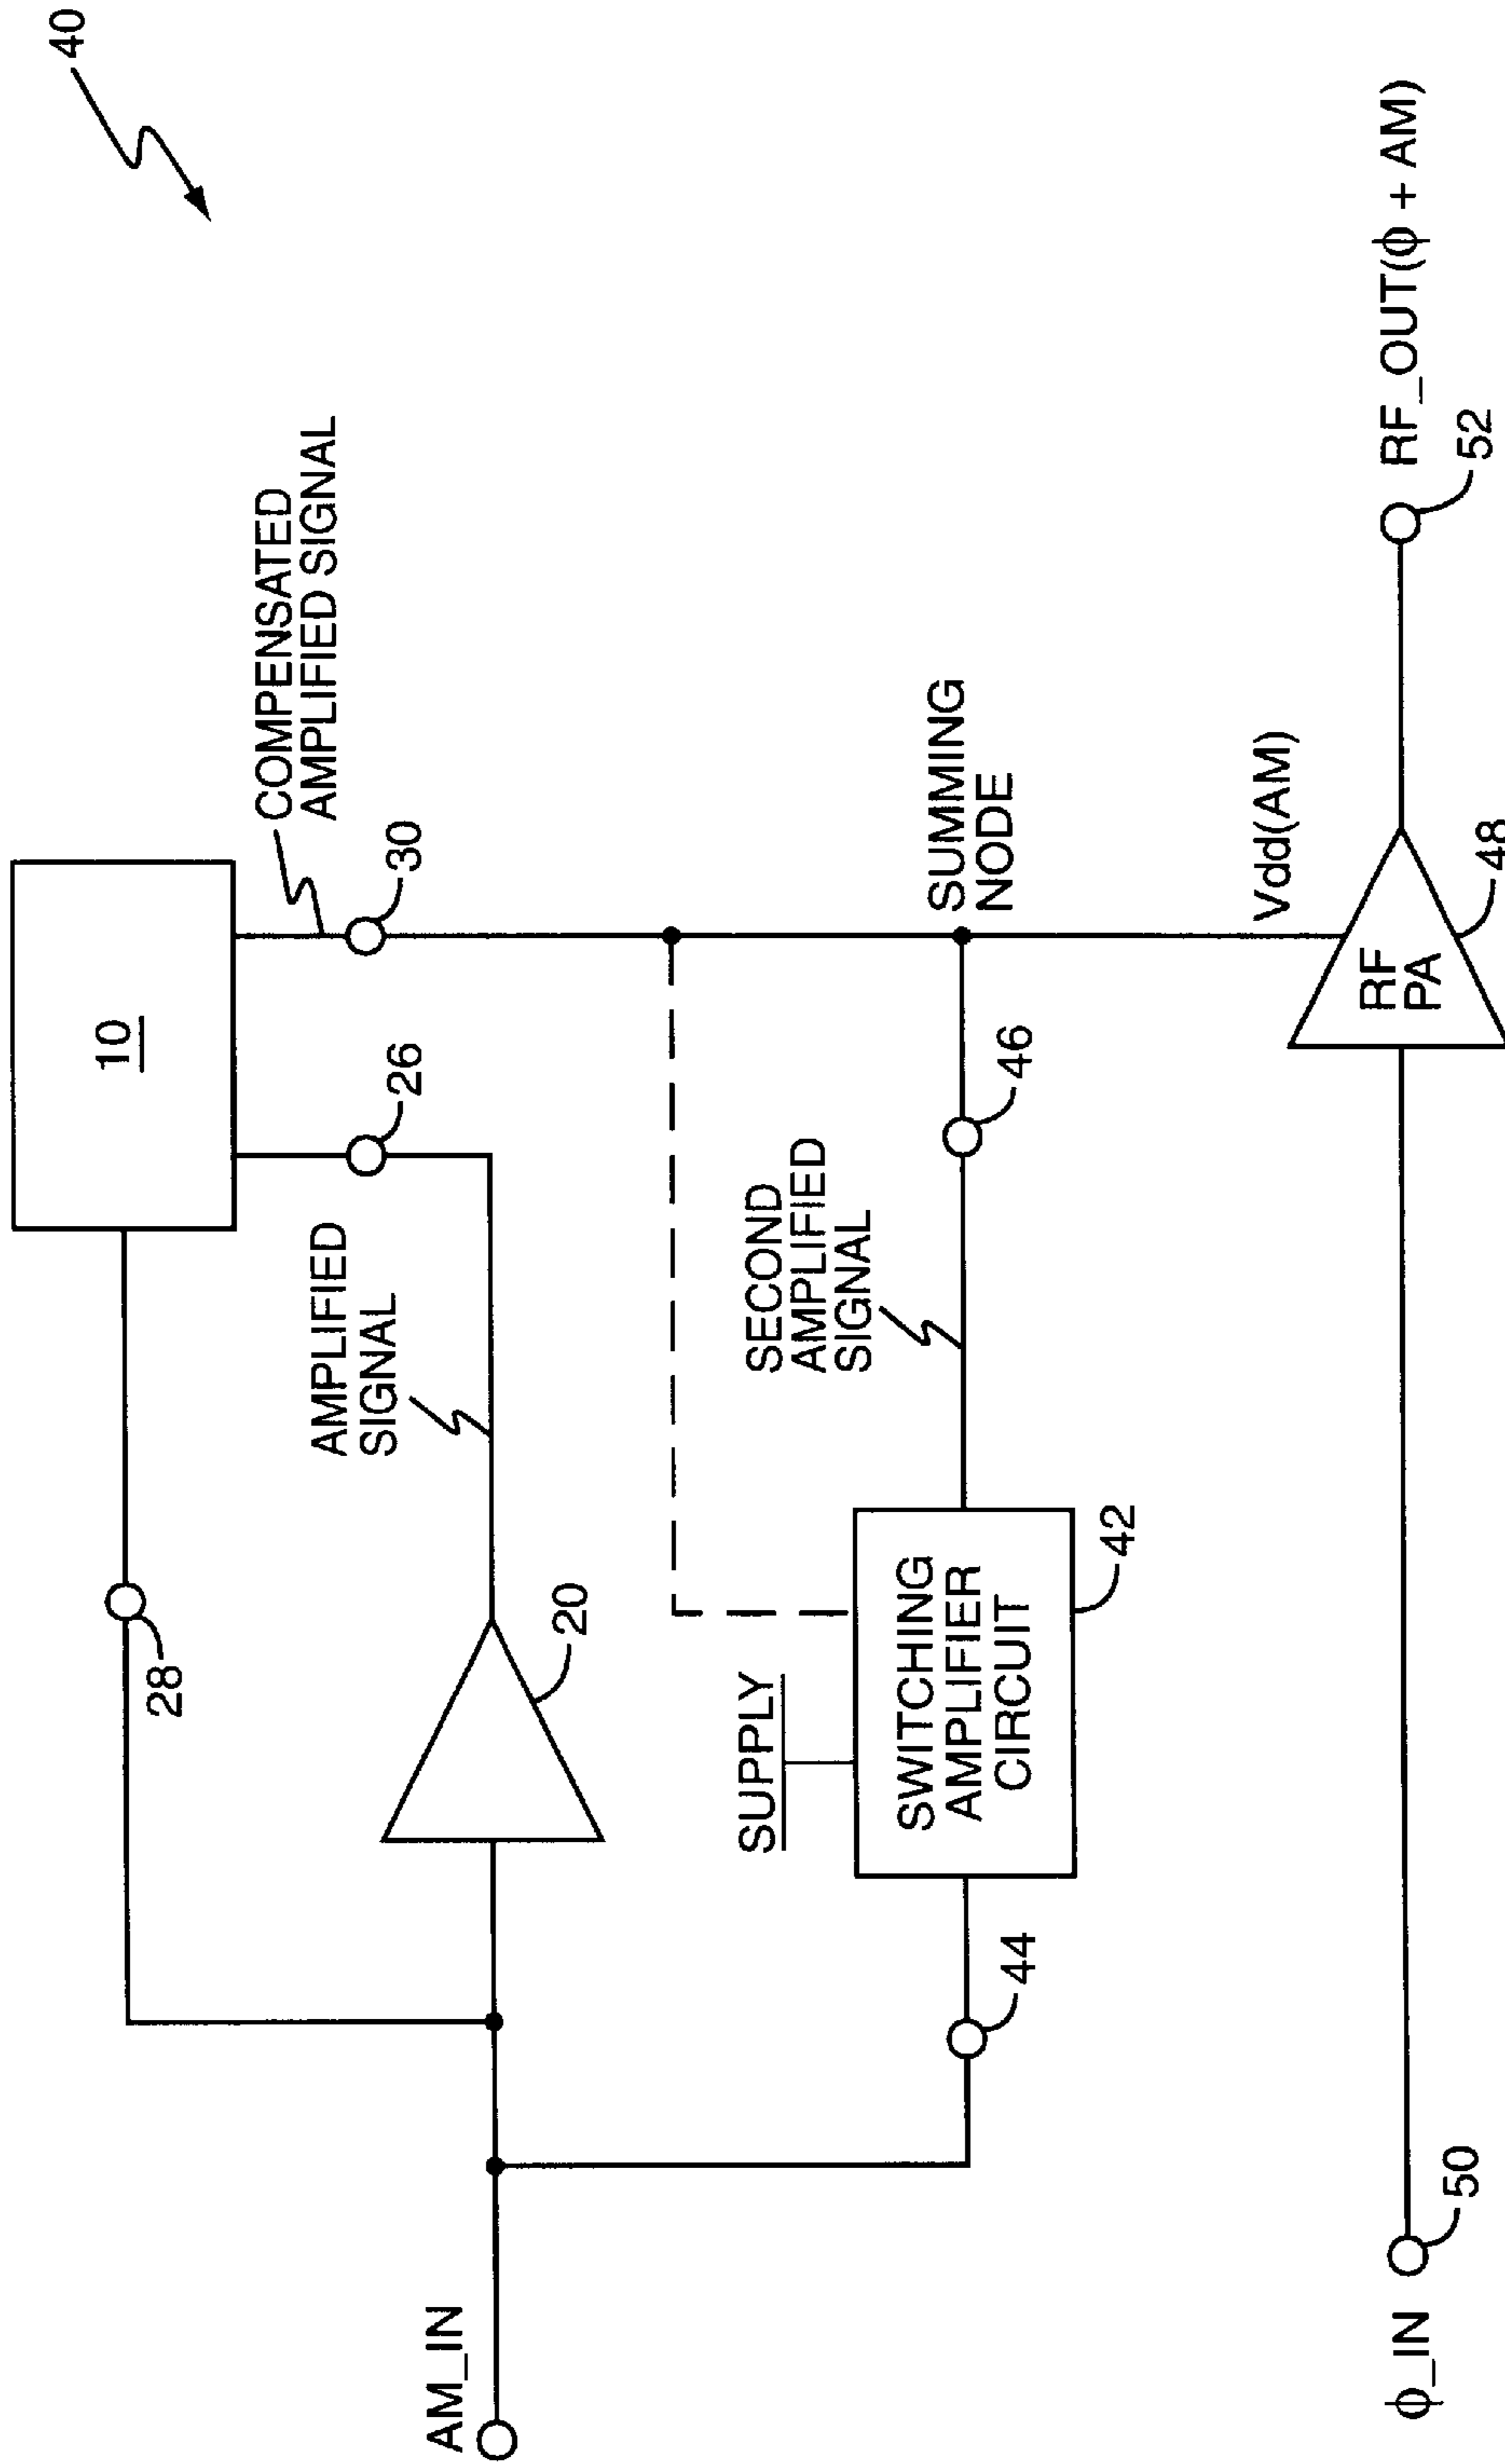 40
10
COMPENSATED
AMPLIFIED SIGNAL
28
26
30
AMPLIFIED
SIGNAL
20
AM_IN
SUPPLY
SECOND
AMPLIFIED
SIGNAL
SUMMING
NODE
SWITCHING
AMPLIFIER
CIRCUIT
44
42
46
Vdd(AM)
RF
PA
48
ϕ_IN
50
RF_OUT(ϕ + AM)
52